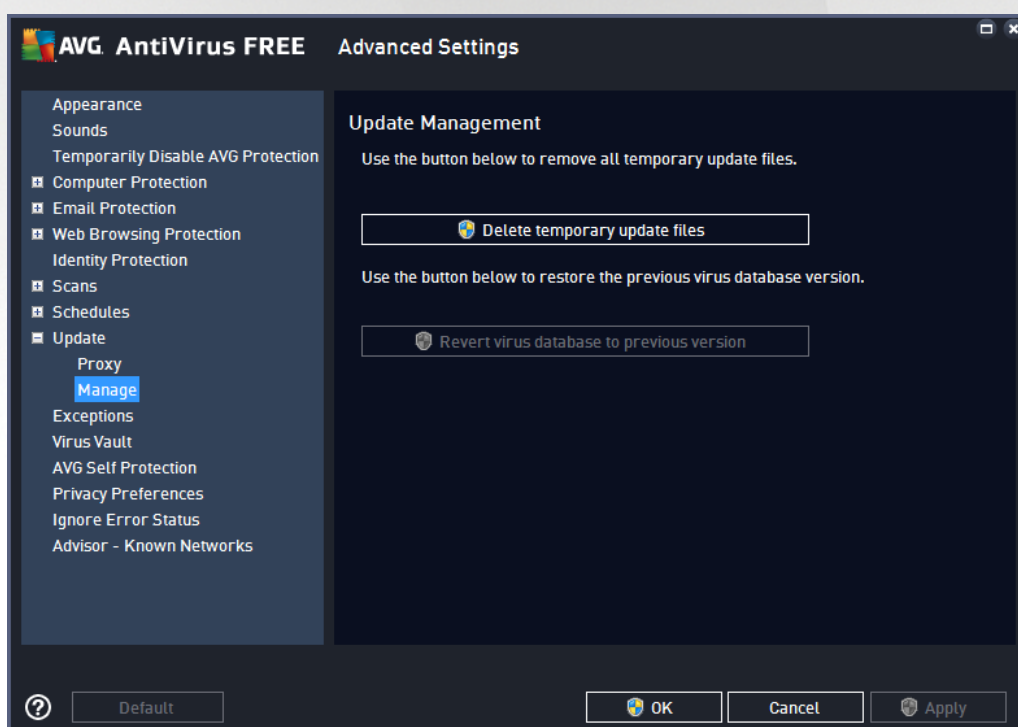 AVG. AntiVirus FREE Advanced Settings
Appearance
Sounds
Temporarily Disable AVG Protection
Computer Protection
Email Protection
Web Browsing Protection
Identity Protection
Scans
Schedules
Update
Proxy
Manage
Exceptions
Virus Vault
AVG Self Protection
Privacy Preferences
Ignore Error Status
Advisor - Known Networks
Update Management
Use the button below to remove all temporary update files.
Delete temporary update files
Use the button below to restore the previous virus database version.
Revert virus database to previous version
? Default OK Cancel Apply